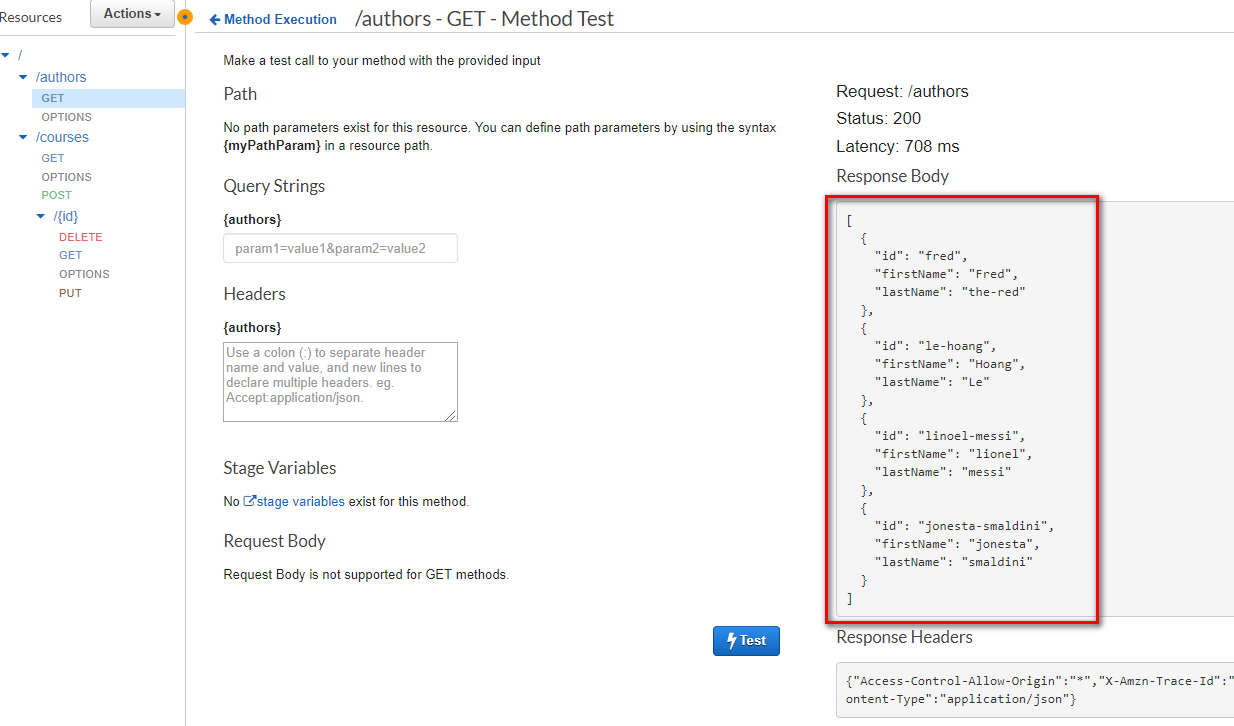 Resources
Actions
Method Execution /authors - GET - Method Test
/
/authors
GET
OPTIONS
/courses
GET
OPTIONS
POST
/{id}
DELETE
GET
OPTIONS
PUT
Make a test call to your method with the provided input
Path
No path parameters exist for this resource. You can define path parameters by using the syntax
{myPathParam} in a resource path.
Query Strings
{authors}
param1=value1&param2=value2
Headers
{authors}
Use a colon (:) to separate header
name and value, and new lines to
declare multiple headers. eg.
Accept:application/json.
Stage Variables
No stage variables exist for this method.
Request Body
Request Body is not supported for GET methods.
Test
Request: /authors
Status: 200
Latency: 708 ms
Response Body
[
{
"id": "fred",
"firstName": "Fred",
"lastName": "the-red"
},
{
"id": "le-hoang",
"firstName": "Hoang",
"lastName": "Le"
},
{
"id": "linoel-messi",
"firstName": "lionel",
"lastName": "messi"
},
{
"id": "jonesta-smaldini",
"firstName": "jonesta",
"lastName": "smaldini"
}
]
Response Headers
{"Access-Control-Allow-Origin":"*","X-Amzn-Trace-Id":"
ontent-Type":"application/json"}